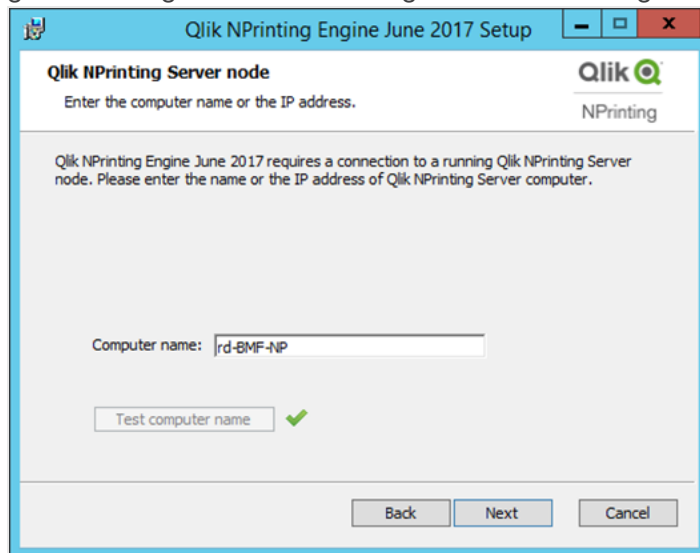 Qlik NPrinting Engine June 2017 Setup
Qlik NPrinting Server node
Enter the computer name or the IP address.
Qlik
NPrinting
Qlik NPrinting Engine June 2017 requires a connection to a running Qlik NPrinting Server
node. Please enter the name or the IP address of Qlik NPrinting Server computer.
Computer name: rd-BMF-NP
Test computer name
Back Next Cancel